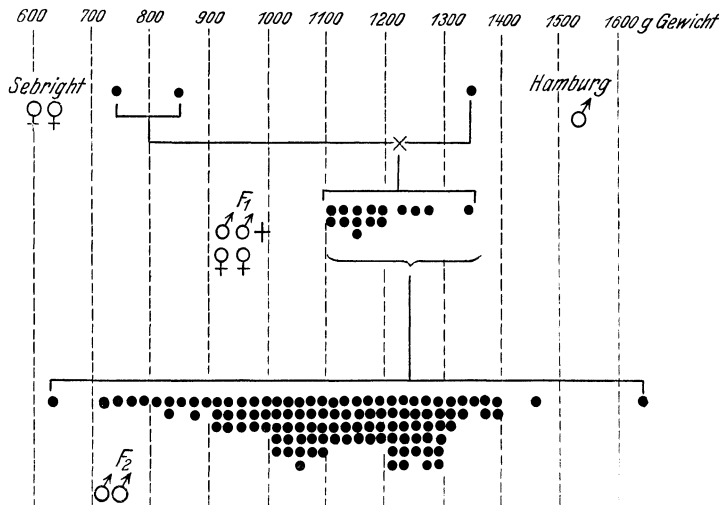 600 700 800 900 1000 1100 1200 1300 1400 1500 1600 g Gewicht
Sebright Hamburg
♀ ♀ ♂
F1
♂ ♂ +
♀ ♀
F2
♂ ♂